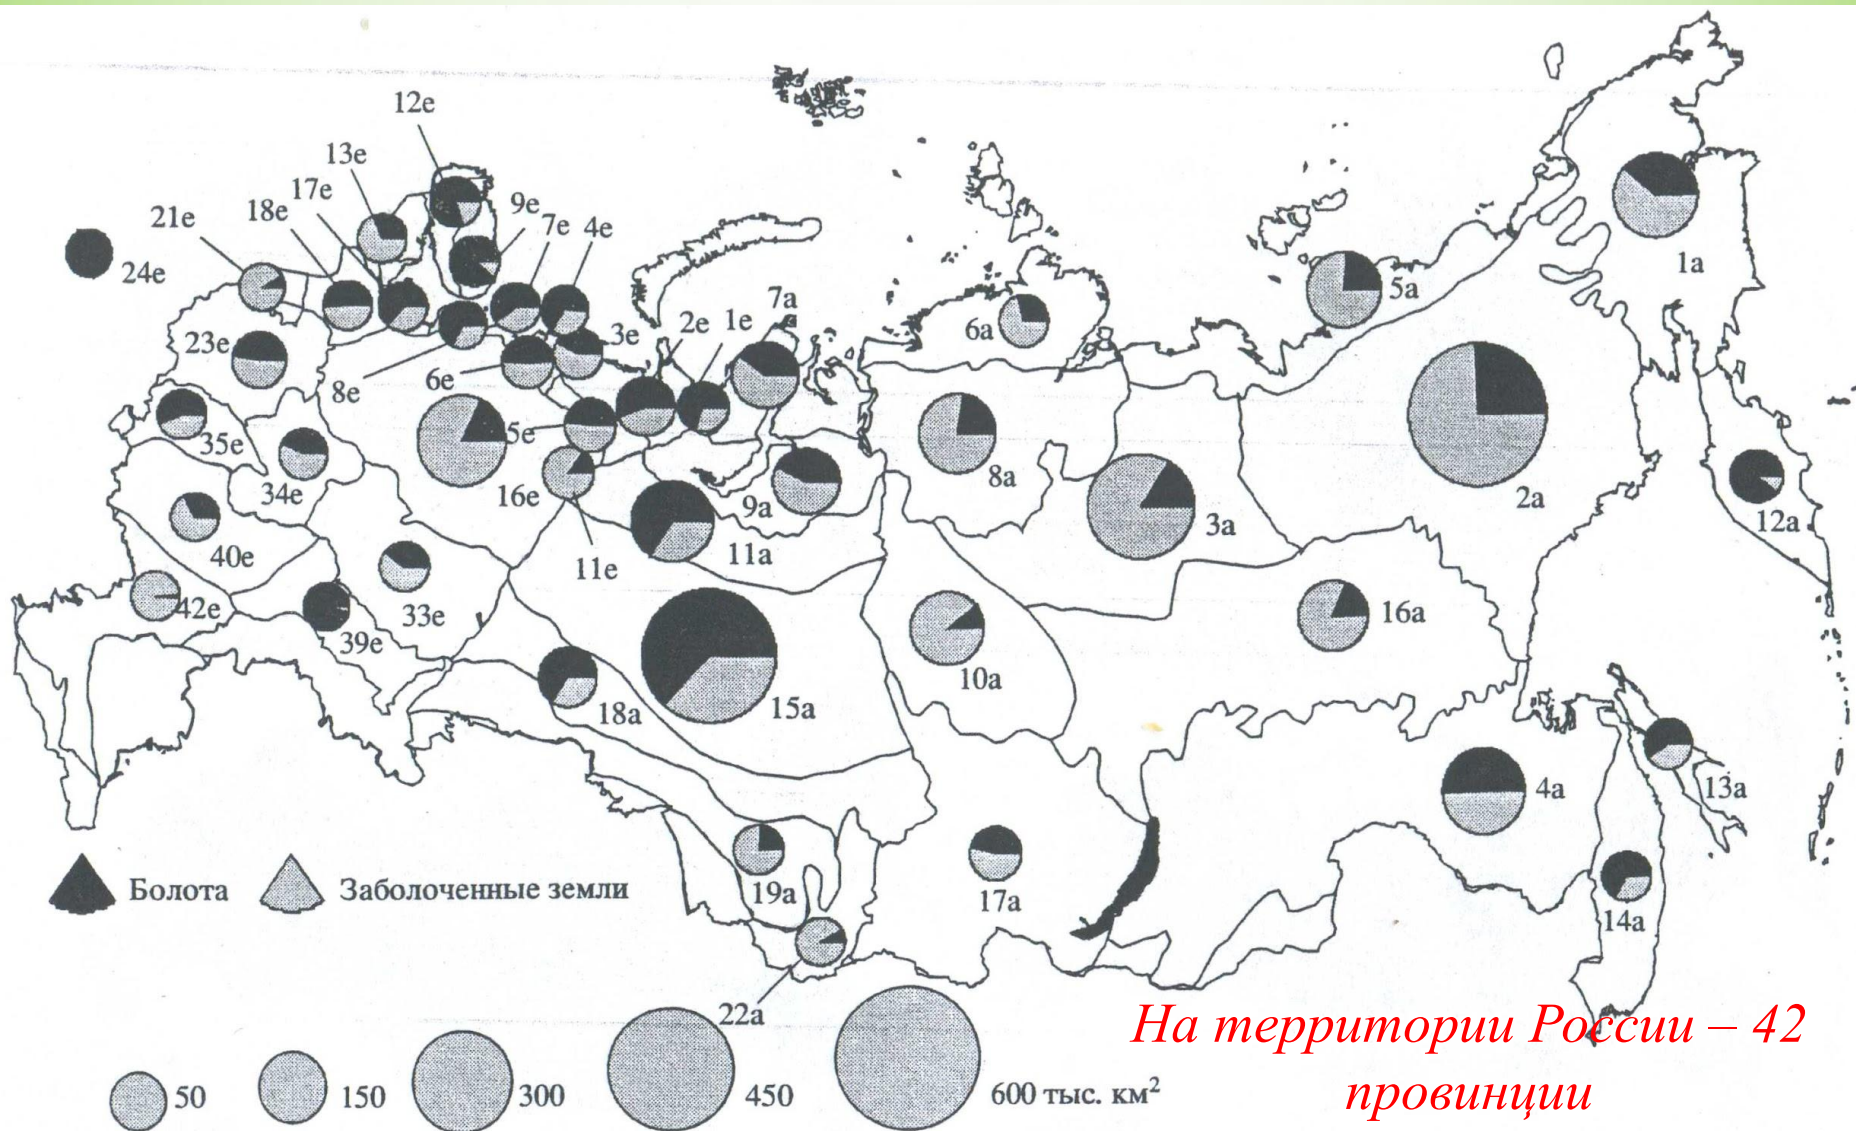 12е
13е
17е
9е
18е
7е
4е
21е
24е
1а
5а
7а
6а
2е
1е
3е
23е
6е
8е
5е
35е
34е
16е
9а
8а
3а
2а
12а
40е
11е
11а
42е
33е
39е
16а
10а
18а
15а
4а
13а
19а
17а
14а
22а
Болота
Заболоченные земли
50
150
300
450
600 тыс. км²
На территории России – 42
провинции